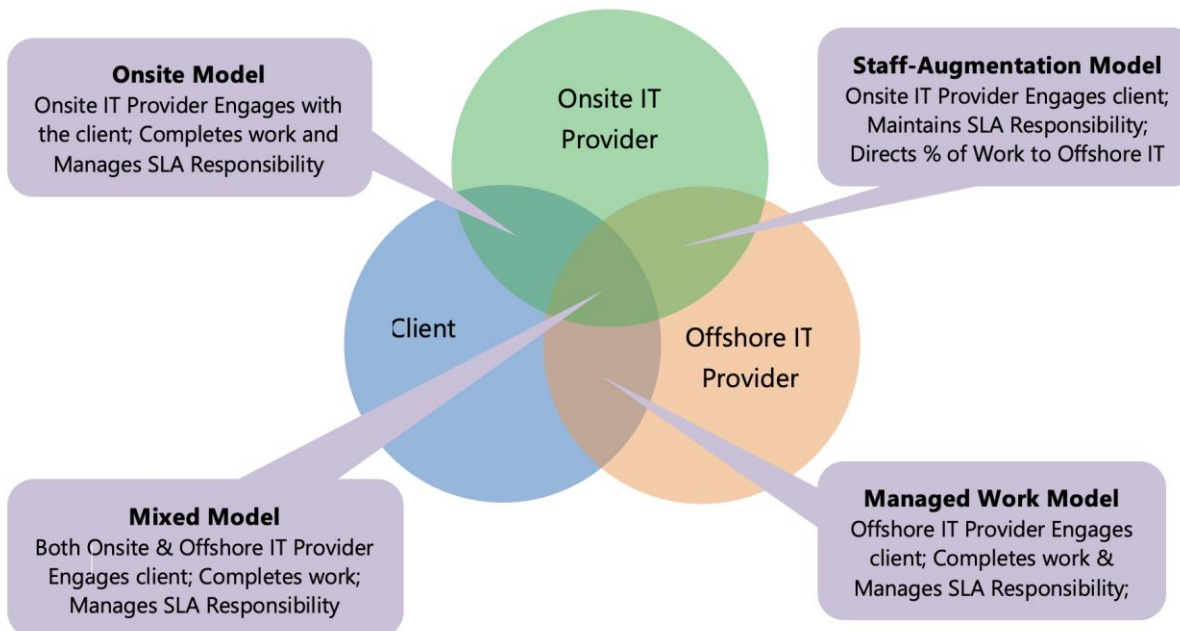 Onsite Model
Onsite IT Provider Engages with
the client; Completes work and
Manages SLA Responsibility
Onsite IT
Provider
Staff-Augmentation Model
Onsite IT Provider Engages client;
Maintains SLA Responsibility;
Directs % of Work to Offshore IT
Client
Offshore IT
Provider
Mixed Model
Both Onsite & Offshore IT Provider
Engages client; Completes work;
Manages SLA Responsibility
Managed Work Model
Offshore IT Provider Engages
client; Completes work &
Manages SLA Responsibility;